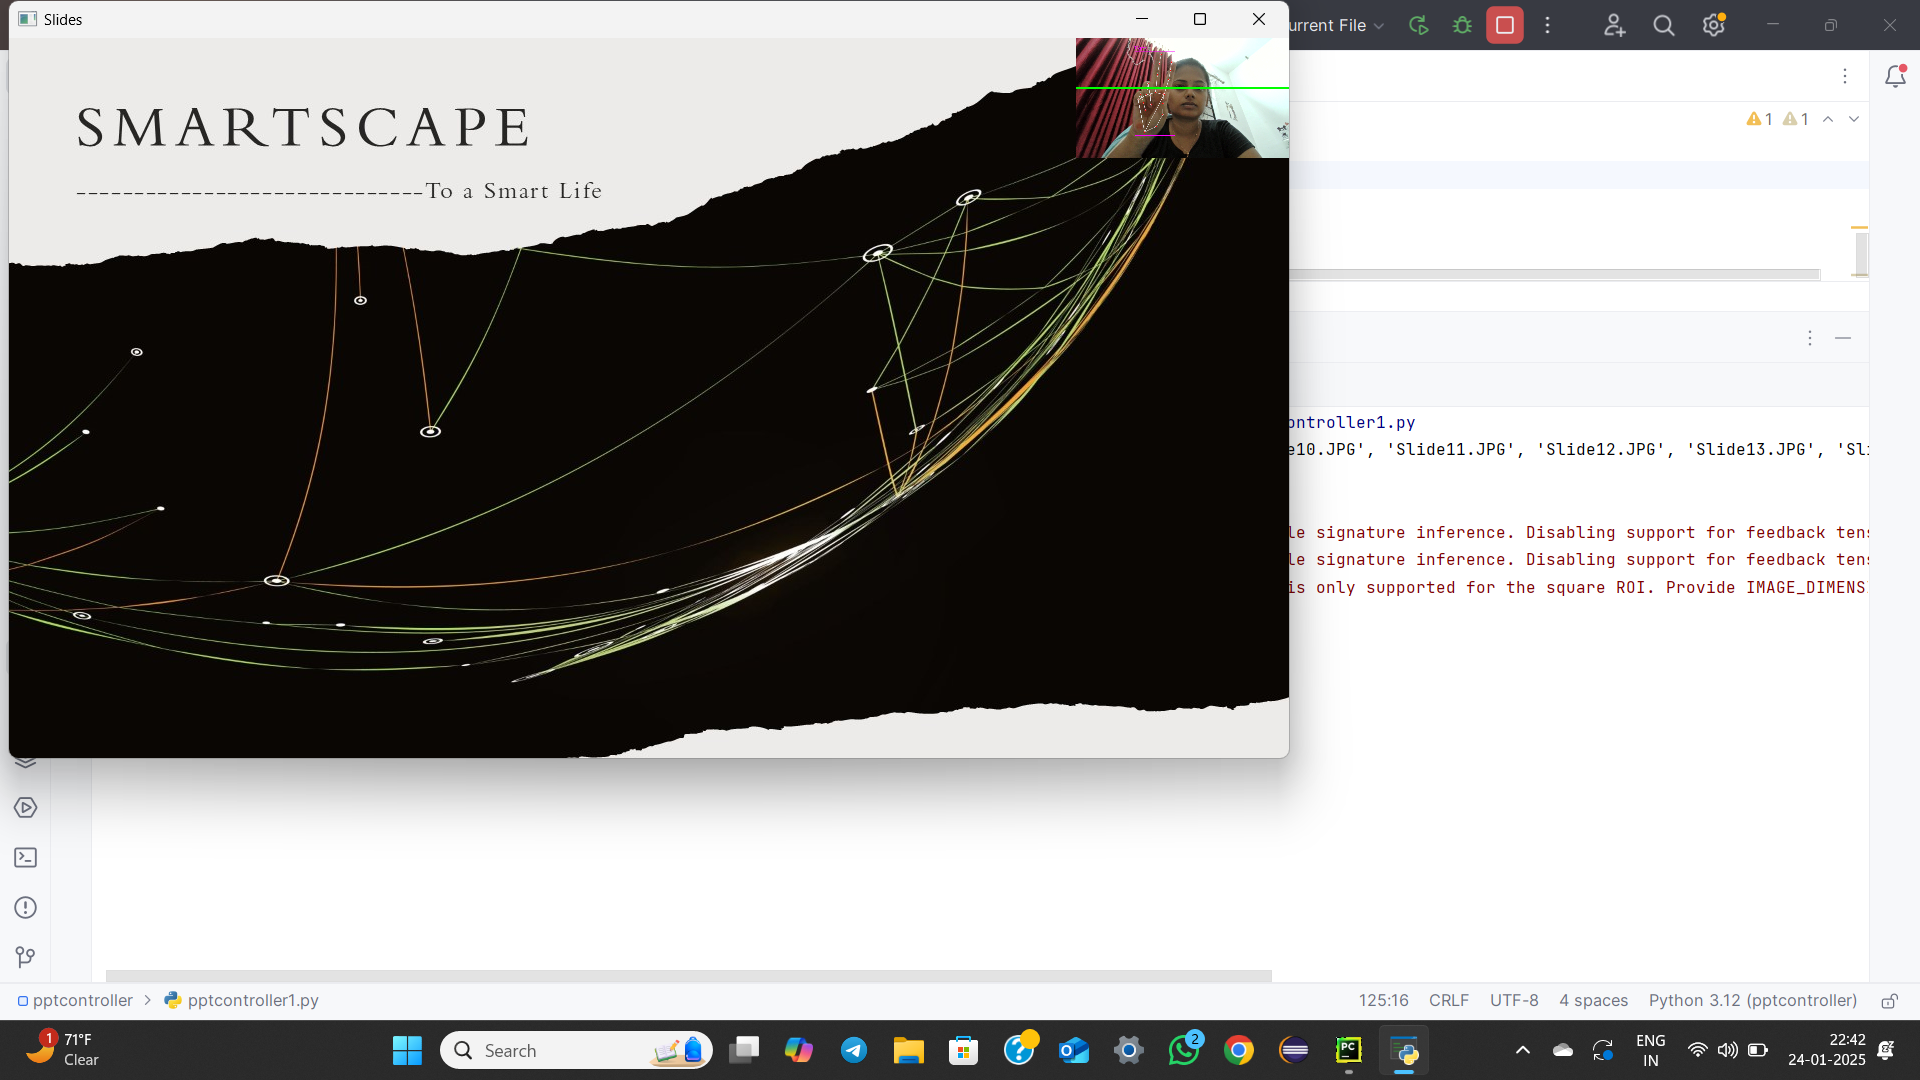 Slides
urrent File
SMARTSCAPE
------------------------------To a Smart Life
1 1
ontroller1.py
e10.JPG', 'Slide11.JPG', 'Slide12.JPG', 'Slide13.JPG', 'Sl
le signature inference. Disabling support for feedback tens
le signature inference. Disabling support for feedback tens
is only supported for the square ROI. Provide IMAGE_DIMENS
pptcontroller > pptcontroller1.py
125:16 CRLF UTF-8 4 spaces Python 3.12 (pptcontroller)
1
71°F
Clear
Search
2
PC
ENG
IN
22:42
24-01-2025